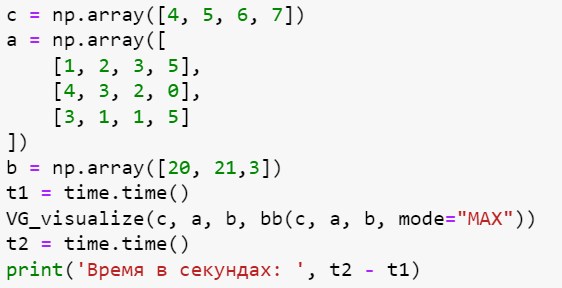 c = np.array([4, 5, 6, 7])
a = np.array([
    [1, 2, 3, 5],
    [4, 3, 2, 0],
    [3, 1, 1, 5]
])
b = np.array([20, 21,3])
t1 = time.time()
VG_visualize(c, a, b, bb(c, a, b, mode="MAX"))
t2 = time.time()
print('Время в секундах: ', t2 - t1)